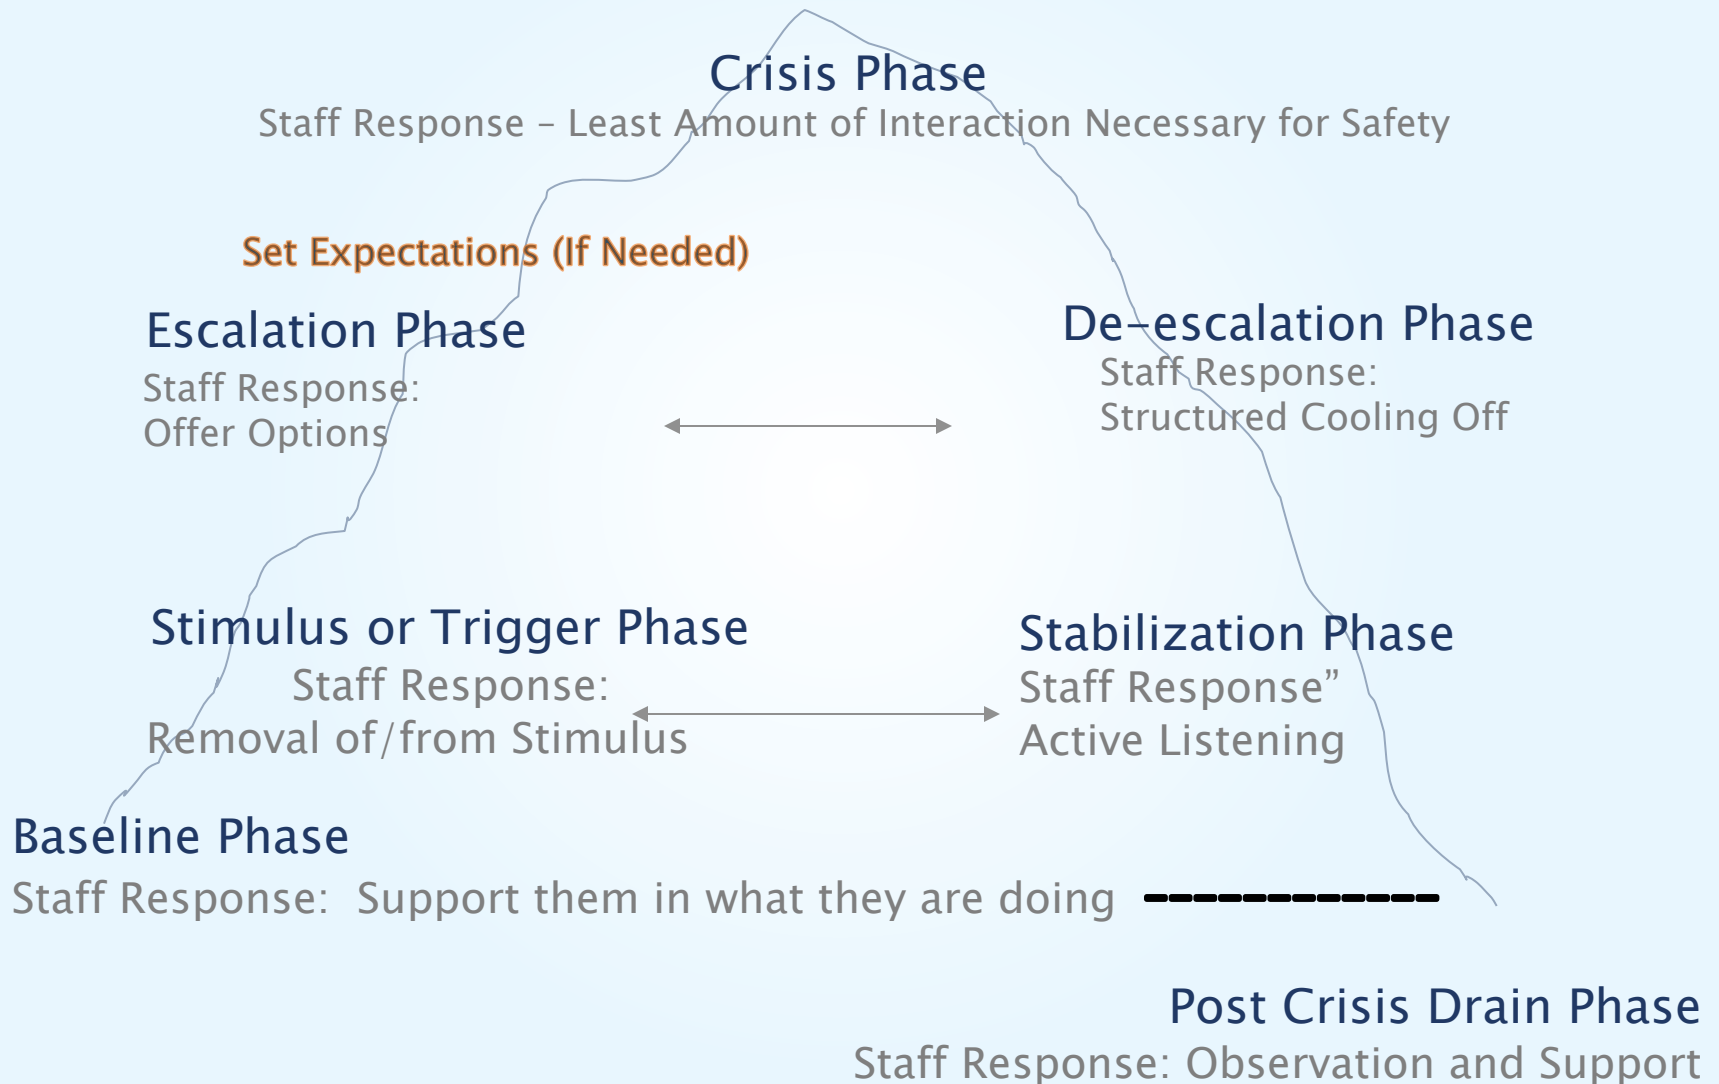 Crisis Phase
Staff Response – Least Amount of Interaction Necessary for Safety
Set Expectations (If Needed)
Escalation Phase
Staff Response:
Offer Options
De-escalation Phase
Staff Response:
Structured Cooling Off
Stimulus or Trigger Phase
Staff Response:
Removal of/from Stimulus
Stabilization Phase
Staff Response”
Active Listening
Baseline Phase
Staff Response:  Support them in what they are doing
Post Crisis Drain Phase
Staff Response: Observation and Support